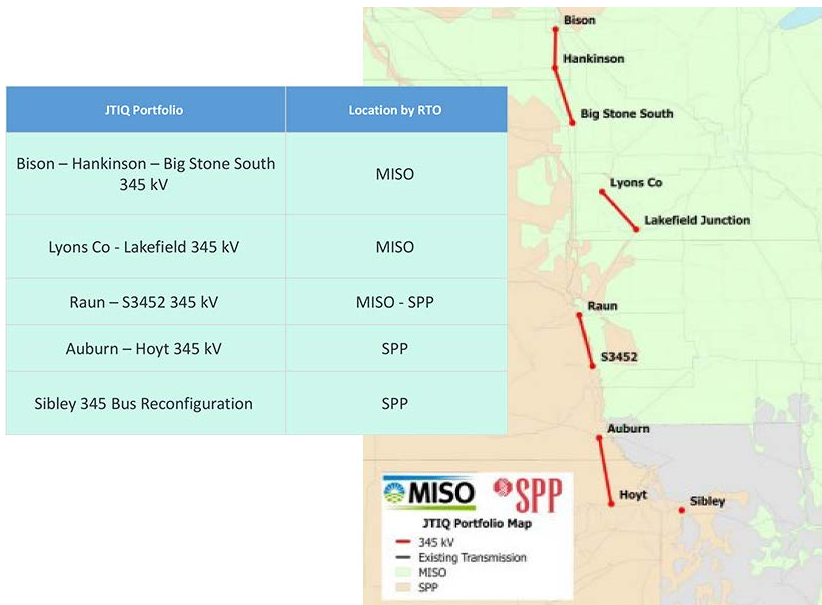 JTIQ Portfolio
Location by RTO
Bison – Hankinson – Big Stone South
345 kV
MISO
Lyons Co - Lakefield 345 kV
MISO
Raun – S3452 345 kV
MISO - SPP
Auburn – Hoyt 345 kV
SPP
Sibley 345 Bus Reconfiguration
SPP
Bison
Hankinson
Big Stone South
Lyons Co
Lakefield Junction
Raun
S3452
Auburn
Hoyt
Sibley
MISO
SPP
JTIQ Portfolio Map
345 kV
Existing Transmission
MISO
SPP